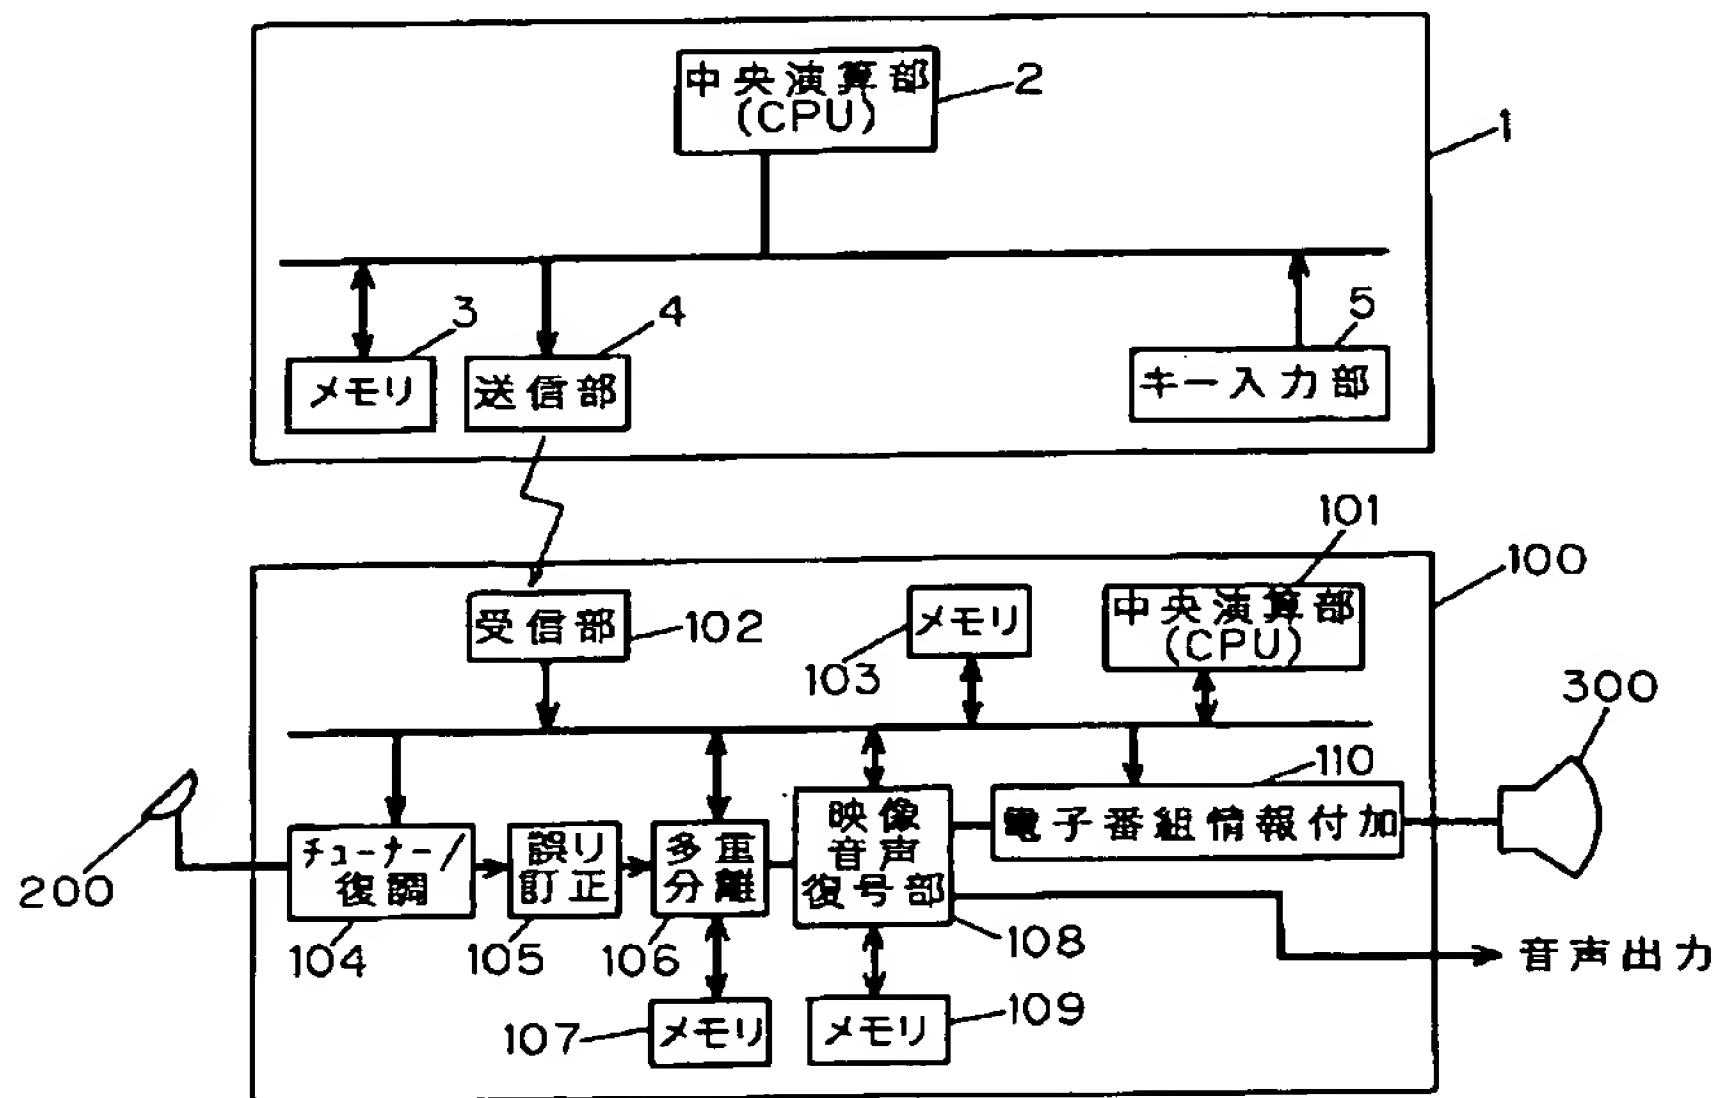 中央演算部
(CPU)
2
1
3
4
5
メモリ
送信部
キー入力部
101
100
受信部
102
メモリ
103
中央演算部
(CPU)
300
110
200
チューナー/
復調
104
誤り
訂正
105
多重
分離
106
映像
音声
復号部
108
電子番組情報付加
音声出力
107
メモリ
メモリ
109